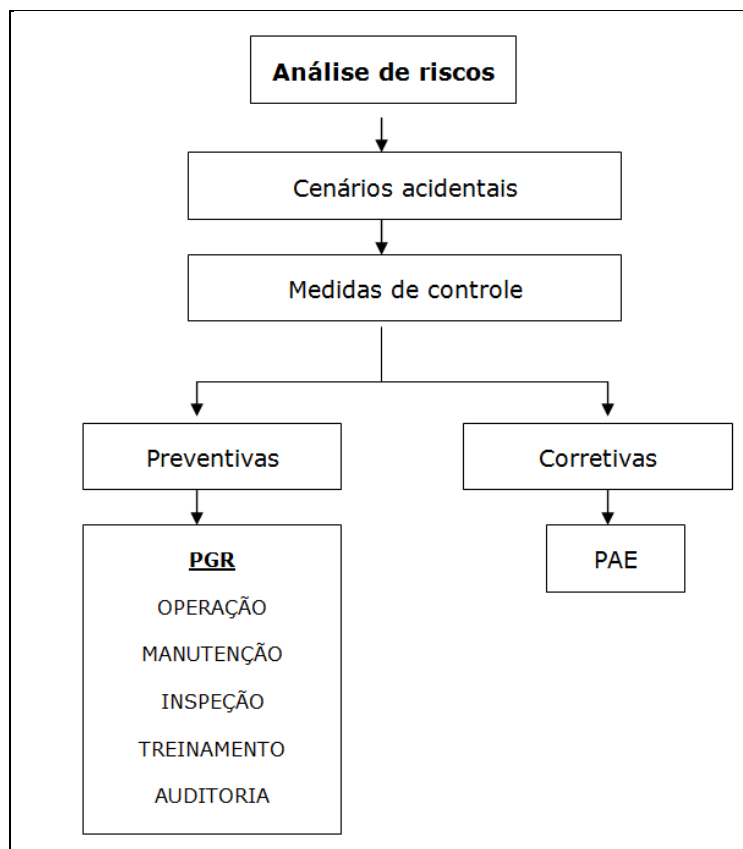 Análise de riscos
Cenários acidentais
Medidas de controle
Preventivas
Corretivas
PGR
OPERAÇÃO
MANUTENÇÃO
INSPEÇÃO
TREINAMENTO
AUDITORIA
PAE